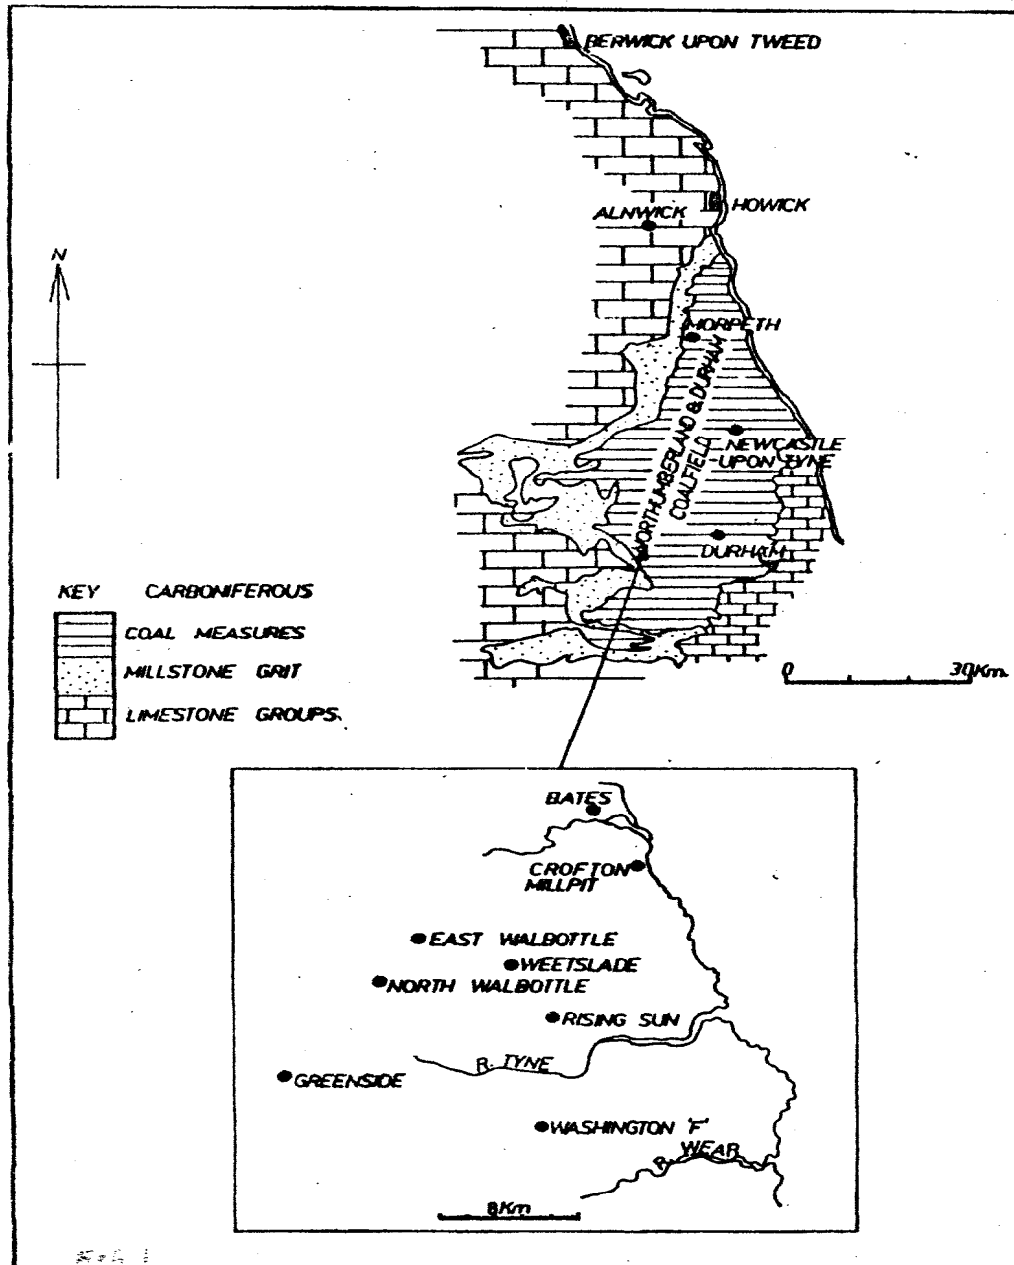 BERWICK UPON TWEED
HOWICK
ALNWICK
N
MORPETH
NORTHUMBERLAND & DURHAM
COALFIELD
NEWCASTLE
UPON TYNE
DURHAM
KEY CARBONIFEROUS
COAL MEASURES
MILLSTONE GRIT
LIMESTONE GROUPS.
0 30Km.
BATES
CROFTON
MILLPIT
EAST WALBOTTLE
WEETSLADE
NORTH WALBOTTLE
RISING SUN
R. TYNE
GREENSIDE
WASHINGTON 'F'
R. WEAR
8Km